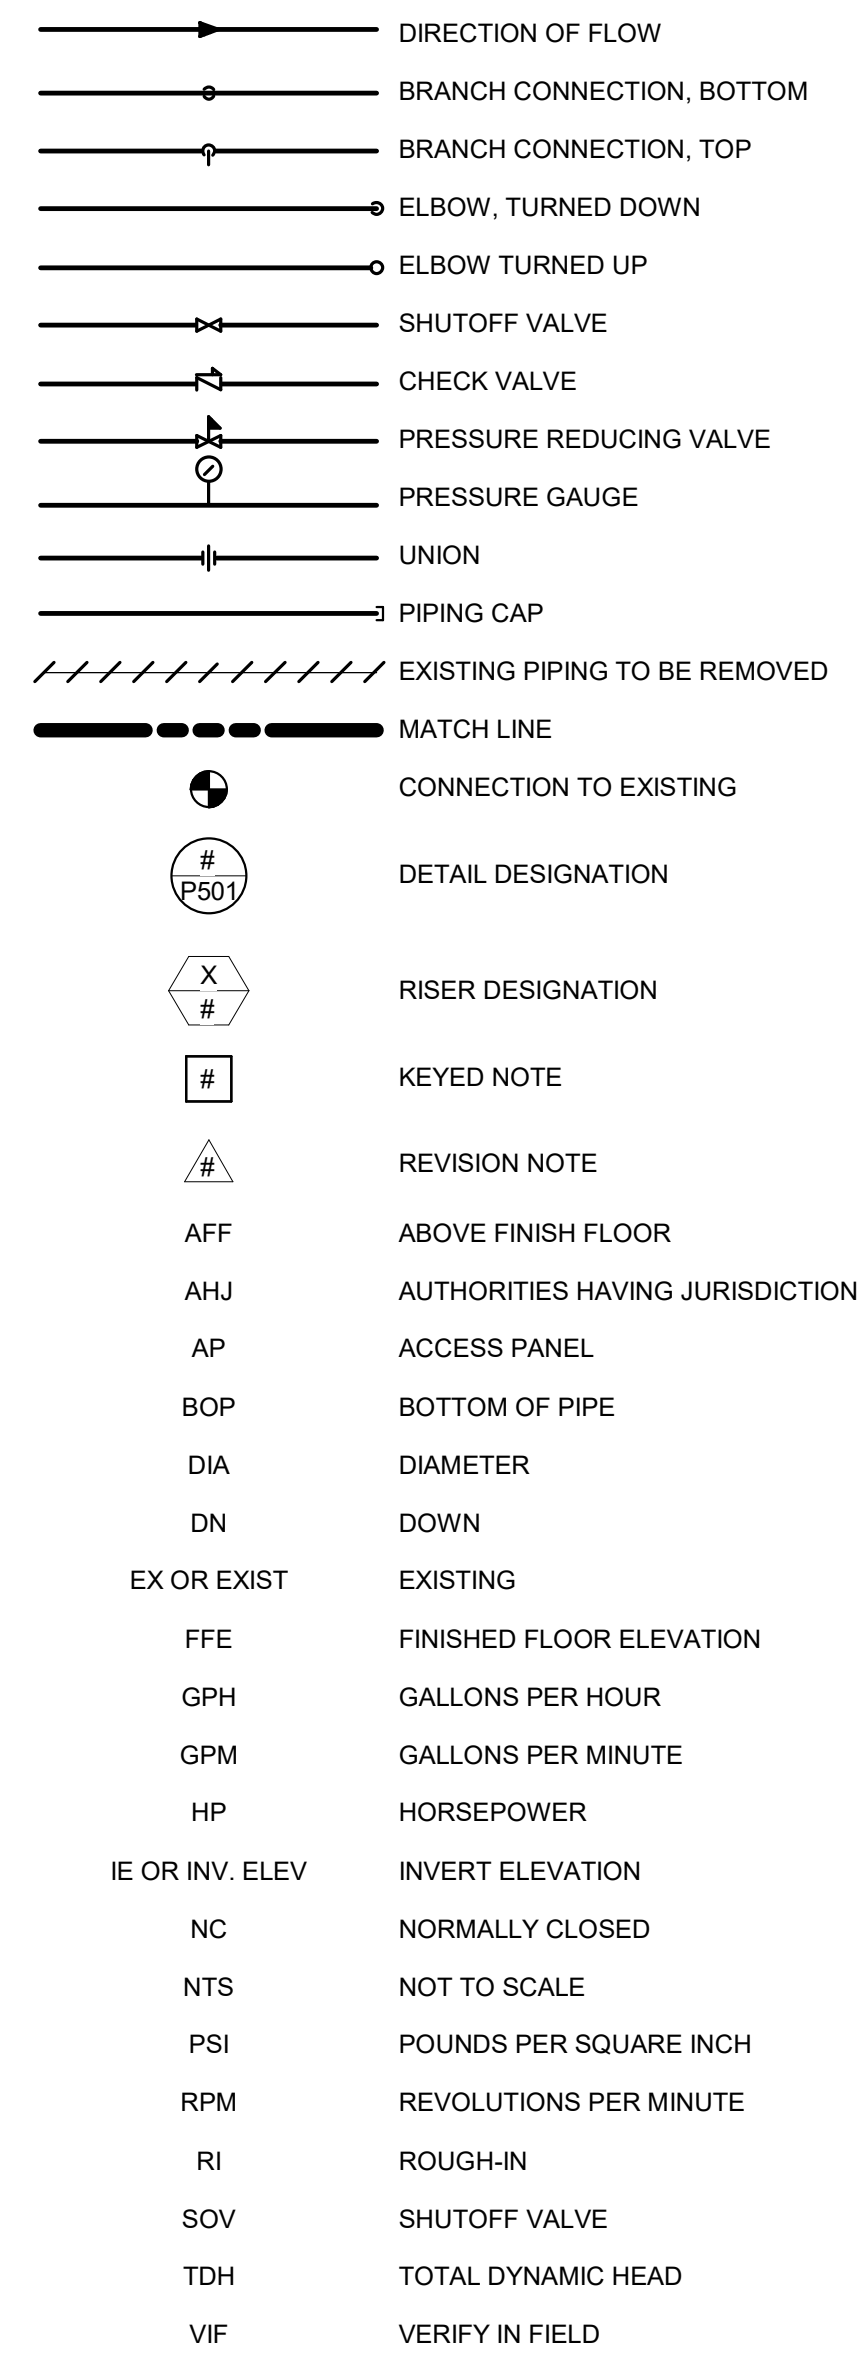 DIRECTION OF FLOW
BRANCH CONNECTION, BOTTOM
BRANCH CONNECTION, TOP
ELBOW, TURNED DOWN
ELBOW TURNED UP
SHUTOFF VALVE
CHECK VALVE
PRESSURE REDUCING VALVE
PRESSURE GAUGE
UNION
PIPING CAP
EXISTING PIPING TO BE REMOVED
MATCH LINE
CONNECTION TO EXISTING
#
P501
DETAIL DESIGNATION
X
#
RISER DESIGNATION
# KEYED NOTE
# REVISION NOTE
AFF ABOVE FINISH FLOOR
AHJ AUTHORITIES HAVING JURISDICTION
AP ACCESS PANEL
BOP BOTTOM OF PIPE
DIA DIAMETER
DN DOWN
EX OR EXIST EXISTING
FFE FINISHED FLOOR ELEVATION
GPH GALLONS PER HOUR
GPM GALLONS PER MINUTE
HP HORSEPOWER
IE OR INV. ELEV INVERT ELEVATION
NC NORMALLY CLOSED
NTS NOT TO SCALE
PSI POUNDS PER SQUARE INCH
RPM REVOLUTIONS PER MINUTE
RI ROUGH-IN
SOV SHUTOFF VALVE
TDH TOTAL DYNAMIC HEAD
VIF VERIFY IN FIELD